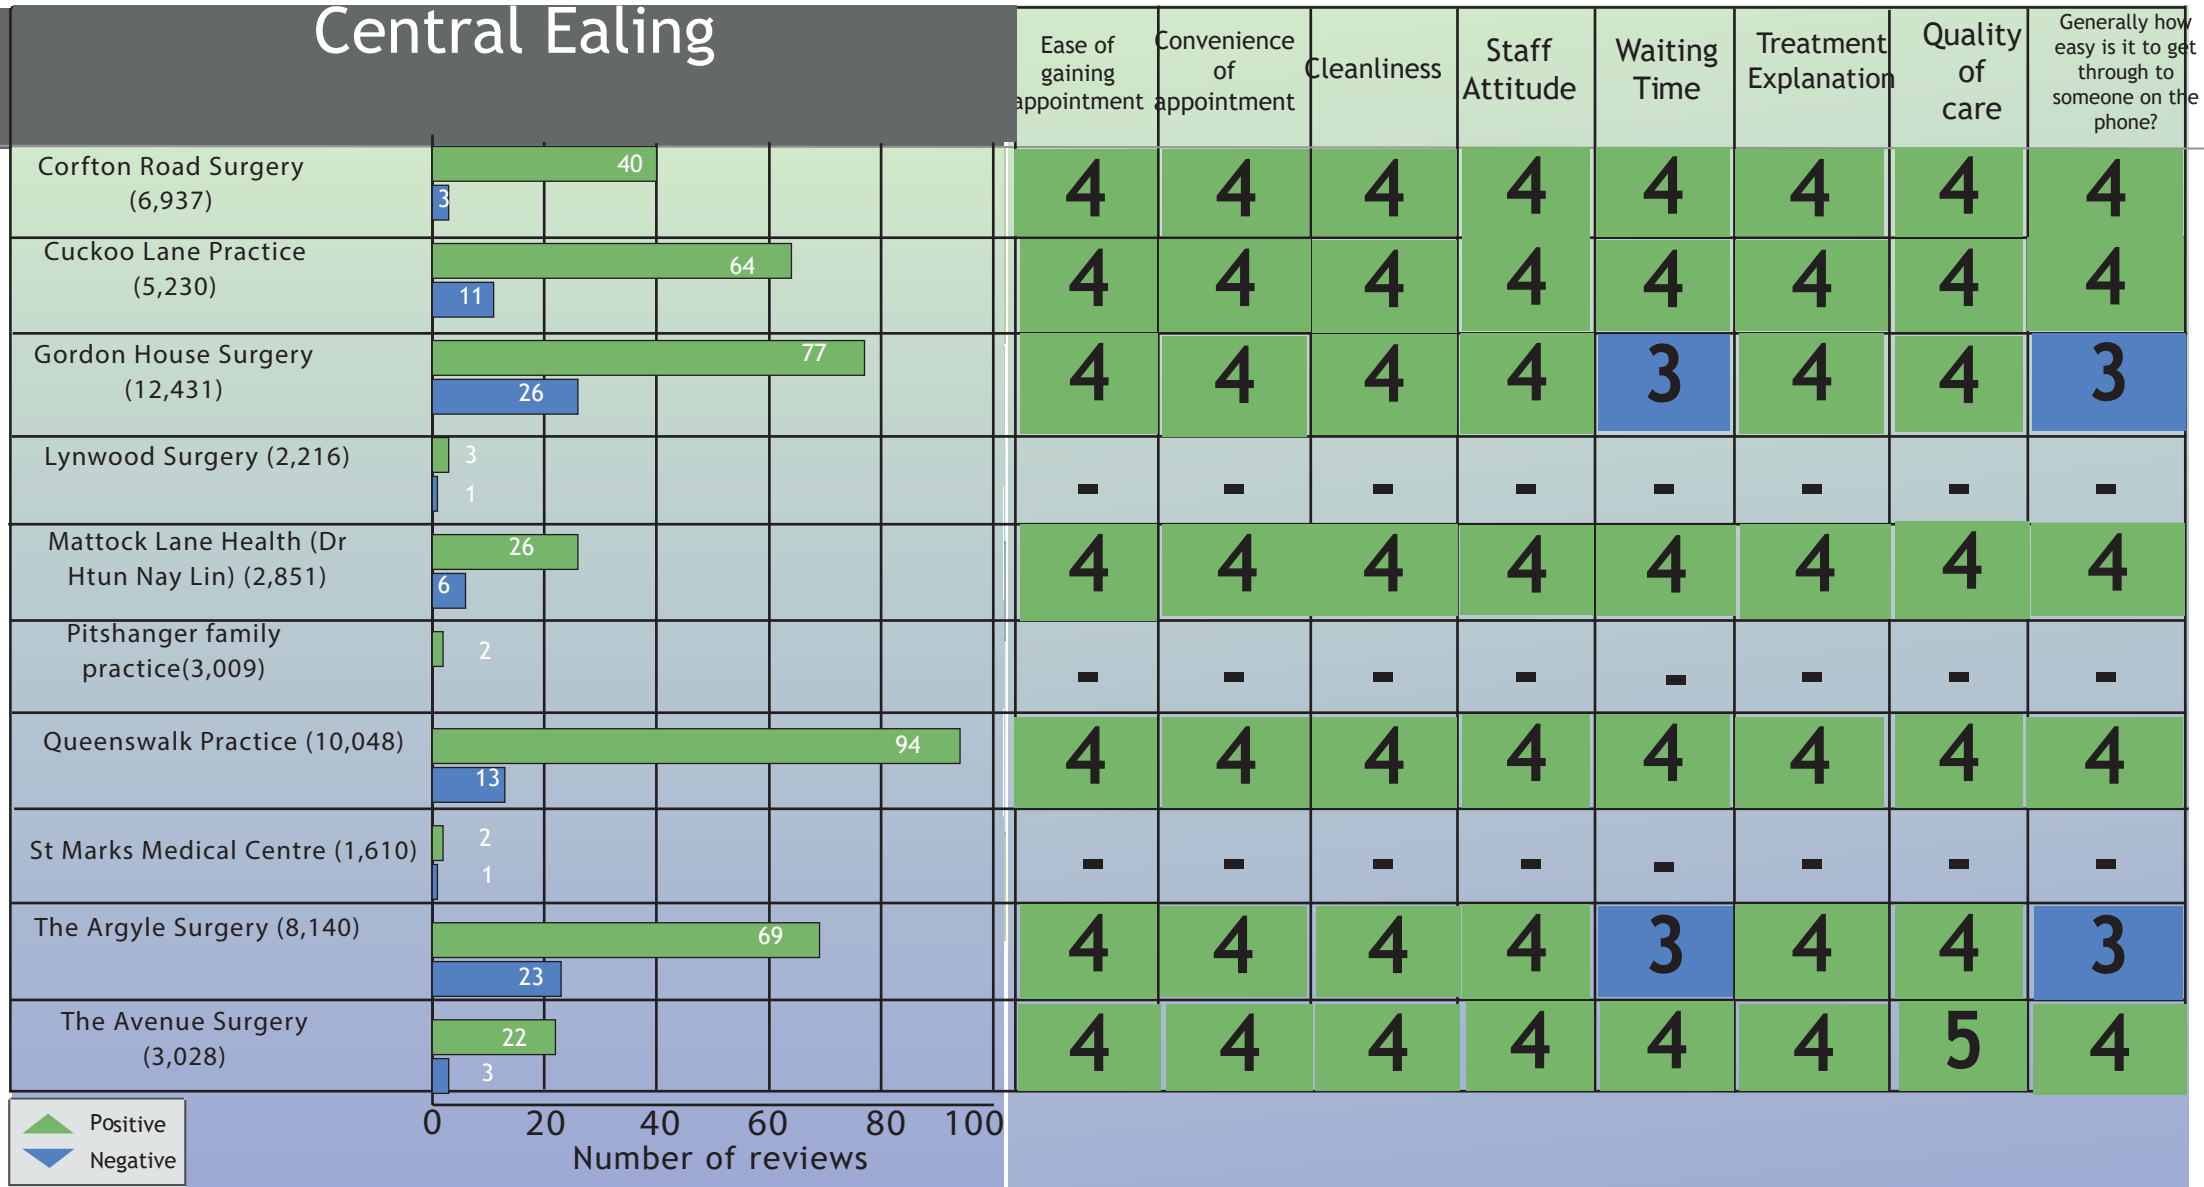 Central Ealing
Ease of
gaining
appointment
Convenience
of
appointment
Cleanliness
Staff
Attitude
Waiting
Time
Treatment
Explanation
Quality
of
care
Generally how
easy is it to get
through to
someone on the
phone?
Corfton Road Surgery
(6,937)
40
3
4 4 4 4 4 4 4 4
Cuckoo Lane Practice
(5,230)
64
11
4 4 4 4 4 4 4 4
Gordon House Surgery
(12,431)
77
26
4 4 4 4 3 4 4 3
Lynwood Surgery (2,216)
3
1
- - - - - - - -
Mattock Lane Health (Dr
Htun Nay Lin) (2,851)
26
6
4 4 4 4 4 4 4 4
Pitshanger family
practice(3,009)
2
- - - - - - - -
Queenswalk Practice (10,048)
94
13
4 4 4 4 4 4 4 4
St Marks Medical Centre (1,610)
2
1
- - - - - - - -
The Argyle Surgery (8,140)
69
23
4 4 4 4 3 4 4 3
The Avenue Surgery
(3,028)
22
3
4 4 4 4 4 4 5 4
Positive
Negative
0 20 40 60 80 100
Number of reviews